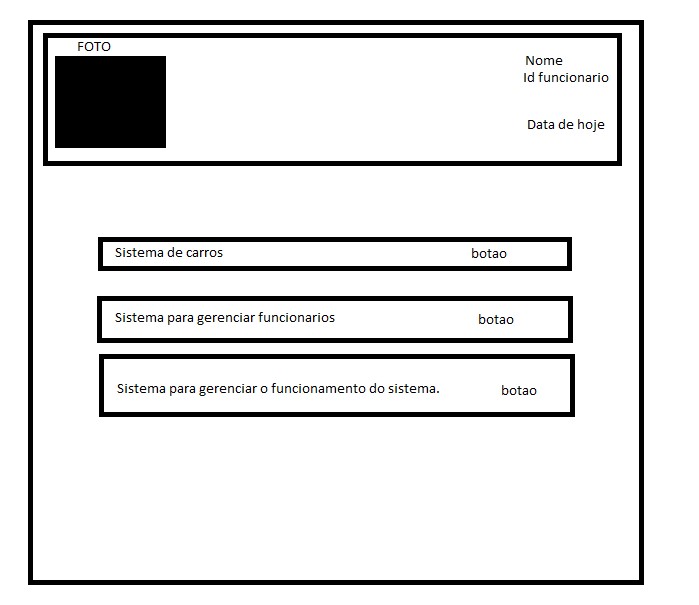 FOTO
Nome
Id funcionario
Data de hoje
Sistema de carros botao
Sistema para gerenciar funcionarios botao
Sistema para gerenciar o funcionamento do sistema. botao